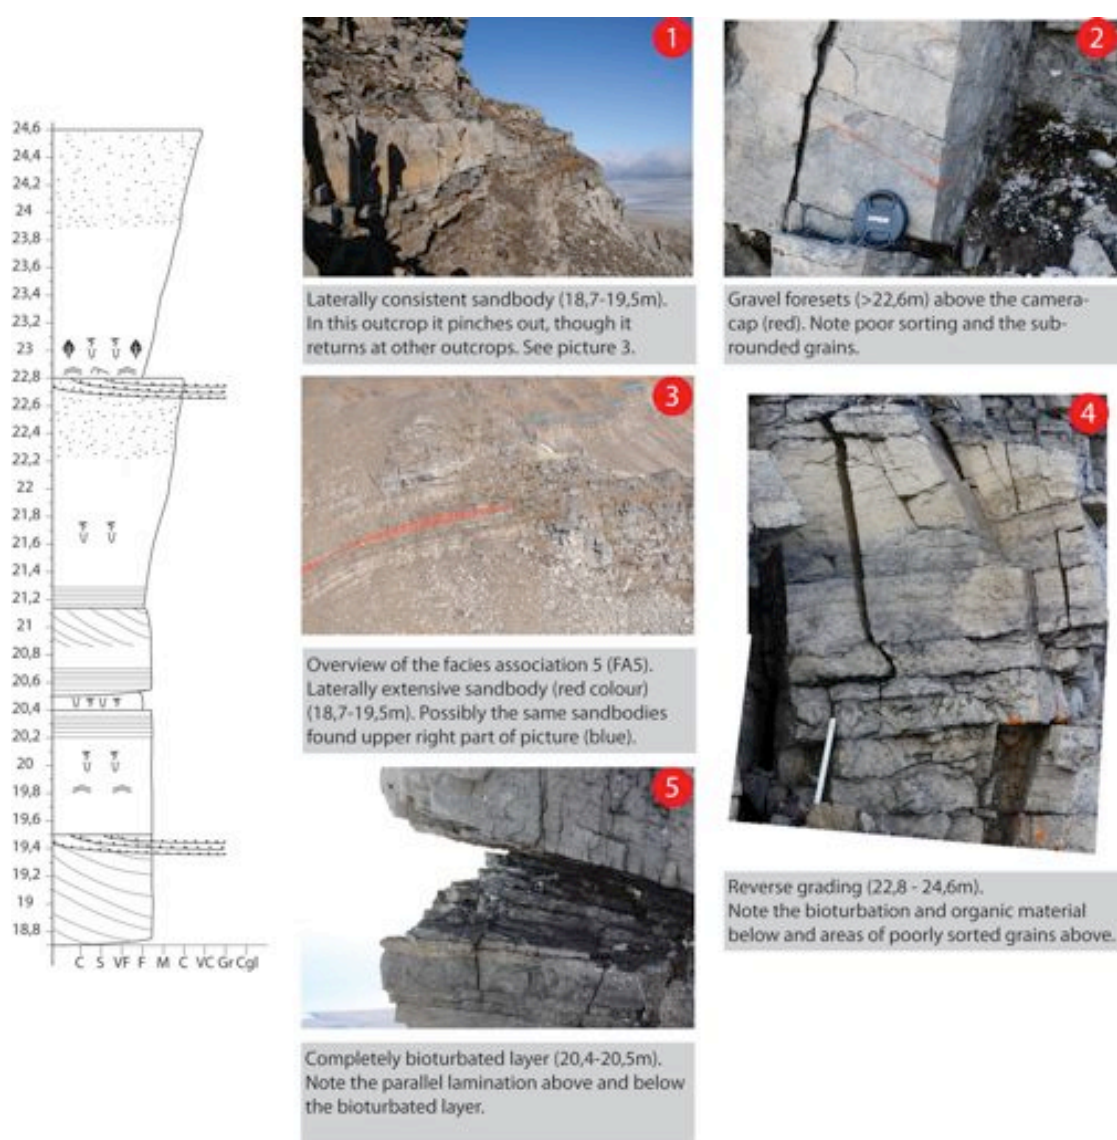 24,6
24,4
24,2
24
23,8
23,6
23,4
23,2
23
22,8
22,6
22,4
22,2
22
21,8
21,6
21,4
21,2
21
20,8
20,6
20,4
20,2
20
19,8
19,6
19,4
19,2
19
18,8
C S VF F M C VC Gr Cgl
1
Laterally consistent sandbody (18,7-19,5m).
In this outcrop it pinches out, though it
returns at other outcrops. See picture 3.
2
Gravel foresets (>22,6m) above the camera-
cap (red). Note poor sorting and the sub-
rounded grains.
3
Overview of the facies association 5 (FA5).
Laterally extensive sandbody (red colour)
(18,7-19,5m). Possibly the same sandbodies
found upper right part of picture (blue).
4
Reverse grading (22,8 - 24,6m).
Note the bioturbation and organic material
below and areas of poorly sorted grains above.
5
Completely bioturbated layer (20,4-20,5m).
Note the parallel lamination above and below
the bioturbated layer.